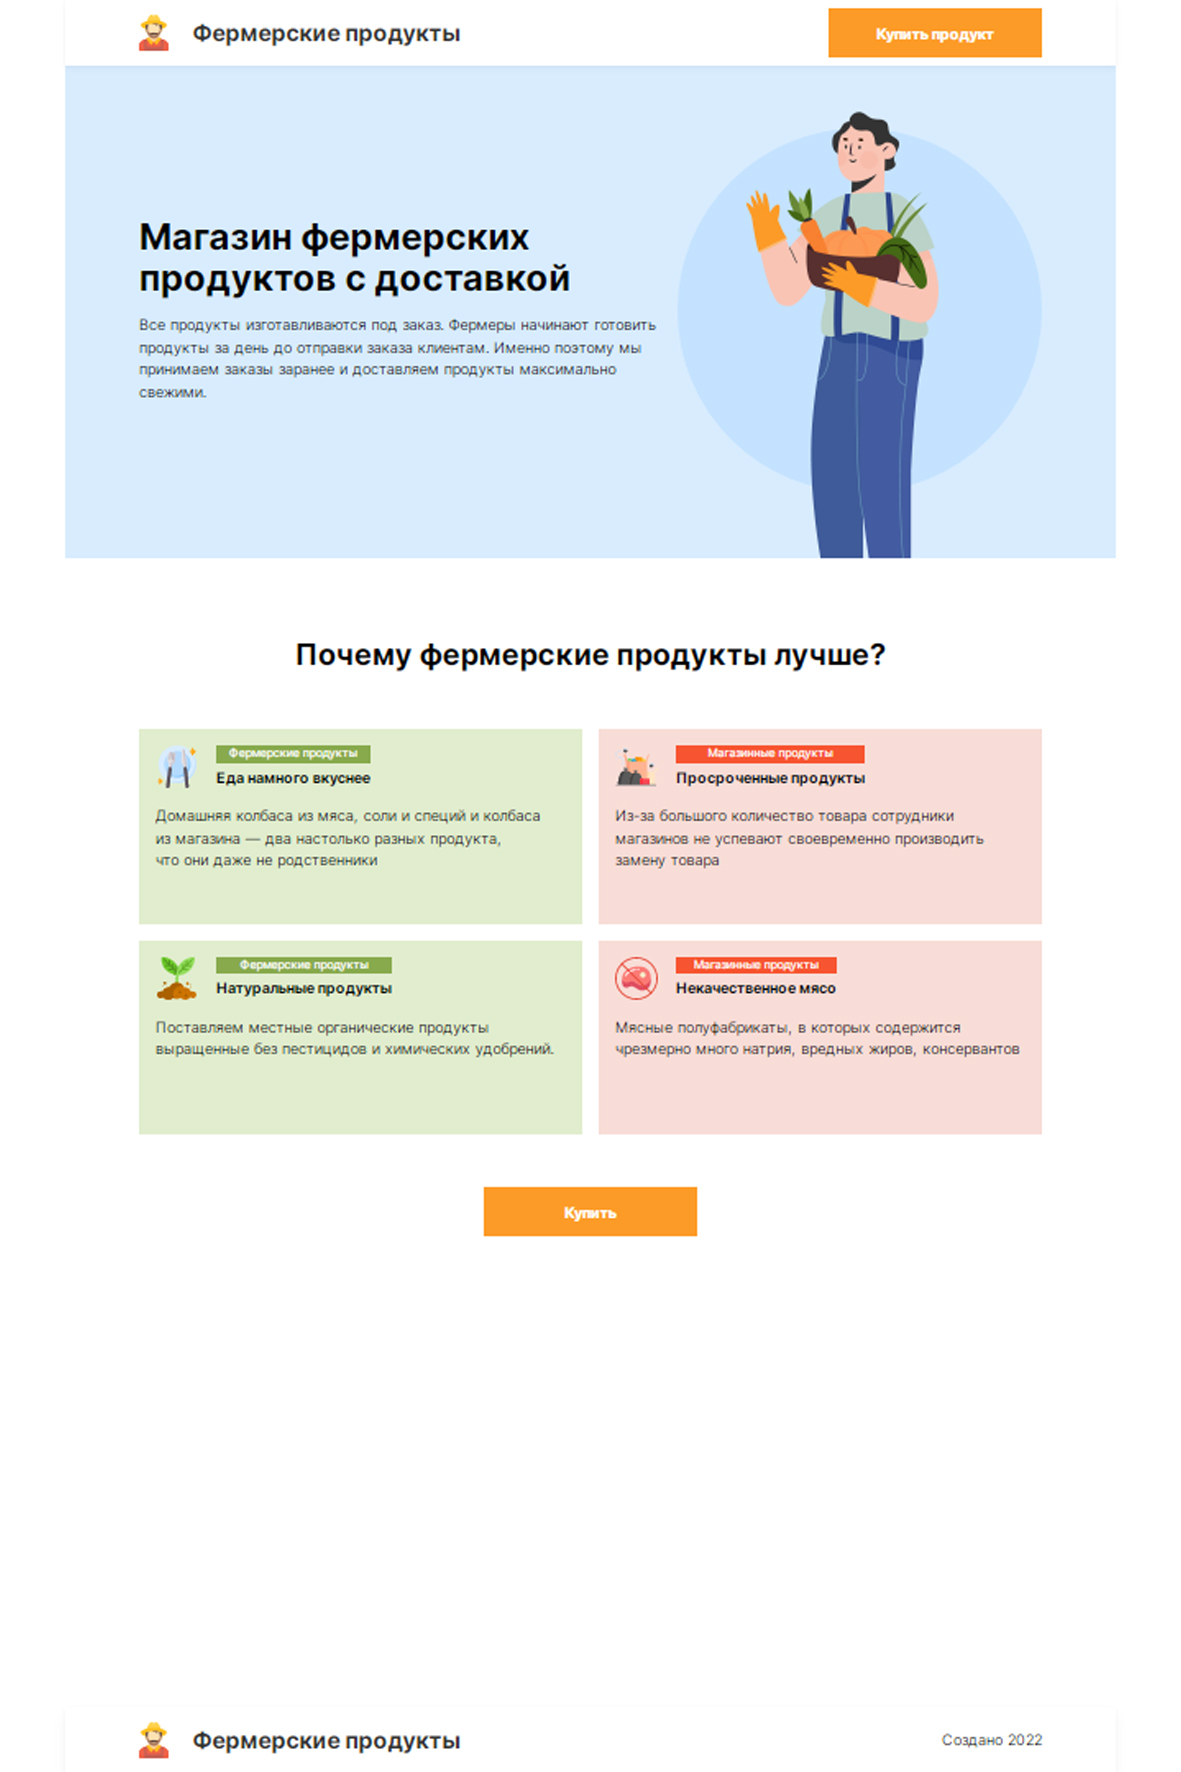 Фермерские продукты
Купить продукт
Магазин фермерских
продуктов с доставкой
Все продукты изготавливаются под заказ. Фермеры начинают готовить
продукты за день до отправки заказа клиентам. Именно поэтому мы
принимаем заказы заранее и доставляем продукты максимально
свежими.
Почему фермерские продукты лучше?
Фермерские продукты
Еда намного вкуснее
Домашняя колбаса из мяса, соли и специй и колбаса
из магазина — два настолько разных продукта,
что они даже не родственники
Магазинные продукты
Просроченные продукты
Из-за большого количество товара сотрудники
магазинов не успевают своевременно производить
замену товара
Фермерские продукты
Натуральные продукты
Поставляем местные органические продукты
выращенные без пестицидов и химических удобрений.
Магазинные продукты
Некачественное мясо
Мясные полуфабрикаты, в которых содержится
чрезмерно много натрия, вредных жиров, консервантов
Купить
Фермерские продукты
Создано 2022